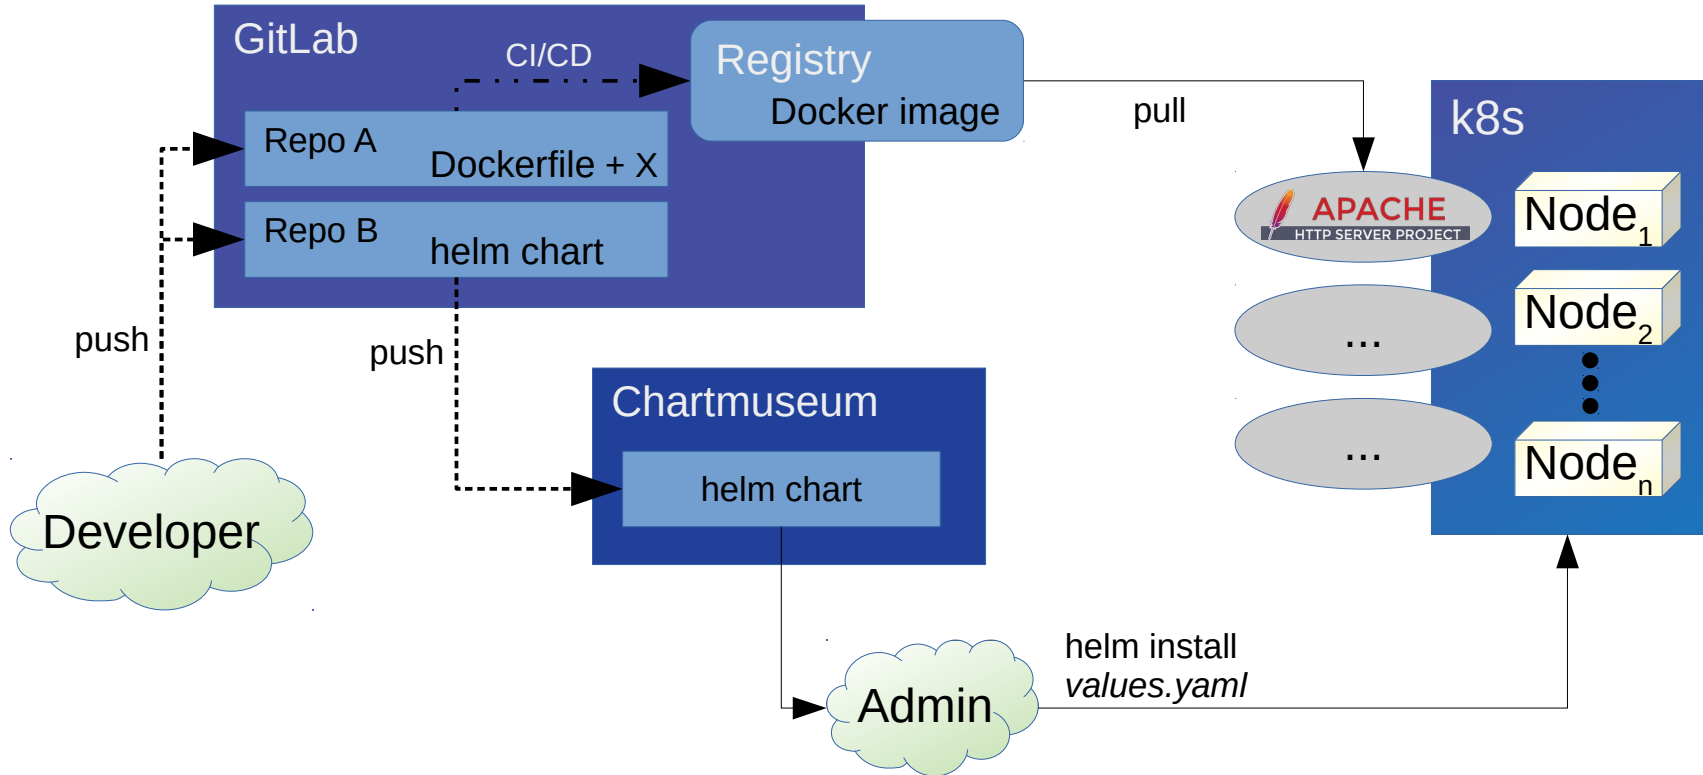 GitLab
CI/CD
Registry
Docker image
pull
k8s
Repo A
Dockerfile + X
Repo B
helm chart
APACHE
HTTP SERVER PROJECT
Node1
...
Node2
...
Noden
push
push
Chartmuseum
helm chart
Developer
Admin
helm install
values.yaml